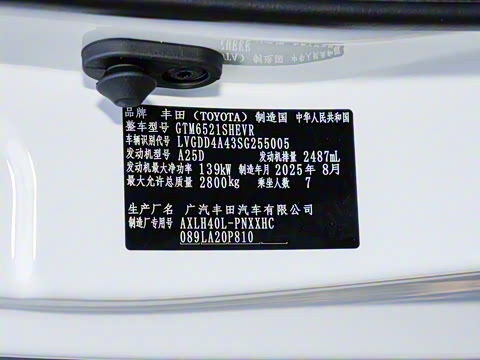 品牌 丰田 (TOYOTA) 制造国 中华人民共和国
整车型号 GTM6521SHEVR
车辆识别代号 LVGDD4A43SG255005
发动机型号 A25D 发动机排量 2487mL
发动机最大净功率 139kW 制造年月 2025年 8月
最大允许总质量 2800kg 乘坐人数 7
生产厂名 广汽丰田汽车有限公司
制造厂专用号 AXLH40L-PNXXHC
089LA20P810